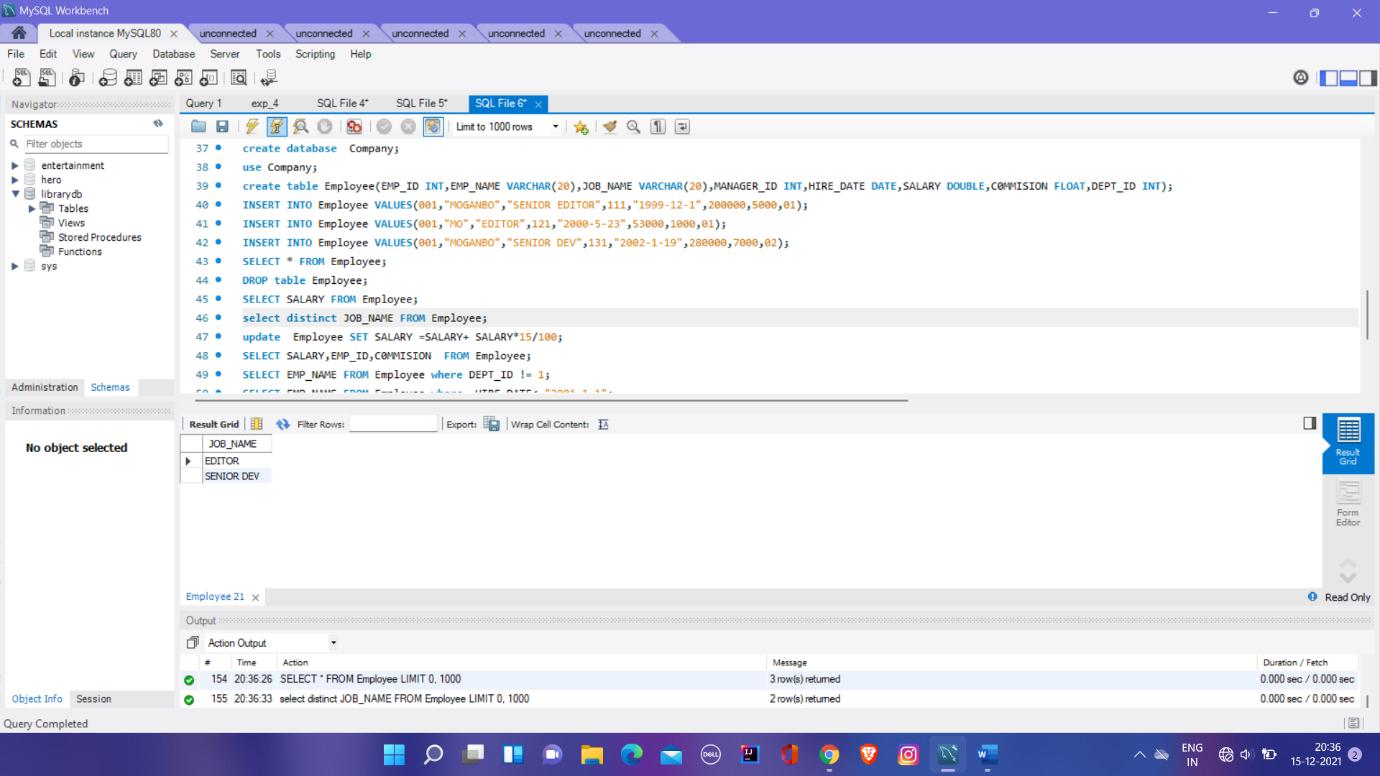 MySQL Workbench
Local instance MySQL80 unconnected unconnected unconnected unconnected unconnected
File Edit View Query Database Server Tools Scripting Help
Navigator
SCHEMAS
Filter objects
entertainment
hero
librarydb
Tables
Views
Stored Procedures
Functions
sys
Administration Schemas
Information
No object selected
Object Info Session
Query 1 exp_4 SQL File 4* SQL File 5* SQL File 6*
Limit to 1000 rows
37 create database Company;
38 use Company;
39 create table Employee(EMP_ID INT,EMP_NAME VARCHAR(20),JOB_NAME VARCHAR(20),MANAGER_ID INT,HIRE_DATE DATE,SALARY DOUBLE,C0MMISION FLOAT,DEPT_ID INT);
40 INSERT INTO Employee VALUES(001,"MOGANBO","SENIOR EDITOR",111,"1999-12-1",200000,5000,01);
41 INSERT INTO Employee VALUES(001,"MO","EDITOR",121,"2000-5-23",53000,1000,01);
42 INSERT INTO Employee VALUES(001,"MOGANBO","SENIOR DEV",131,"2002-1-19",280000,7000,02);
43 SELECT * FROM Employee;
44 DROP table Employee;
45 SELECT SALARY FROM Employee;
46 select distinct JOB_NAME FROM Employee;
47 update Employee SET SALARY =SALARY+ SALARY*15/100;
48 SELECT SALARY,EMP_ID,C0MMISION FROM Employee;
49 SELECT EMP_NAME FROM Employee where DEPT_ID != 1;
Result Grid Filter Rows: Export: Wrap Cell Content:
JOB_NAME
EDITOR
SENIOR DEV
Result Grid
Form Editor
Employee 21 Read Only
Output
Action Output
# Time Action Message Duration / Fetch
154 20:36:26 SELECT * FROM Employee LIMIT 0, 1000 3 row(s) returned 0.000 sec / 0.000 sec
155 20:36:33 select distinct JOB_NAME FROM Employee LIMIT 0, 1000 2 row(s) returned 0.000 sec / 0.000 sec
Query Completed
ENG IN 20:36 15-12-2021 2